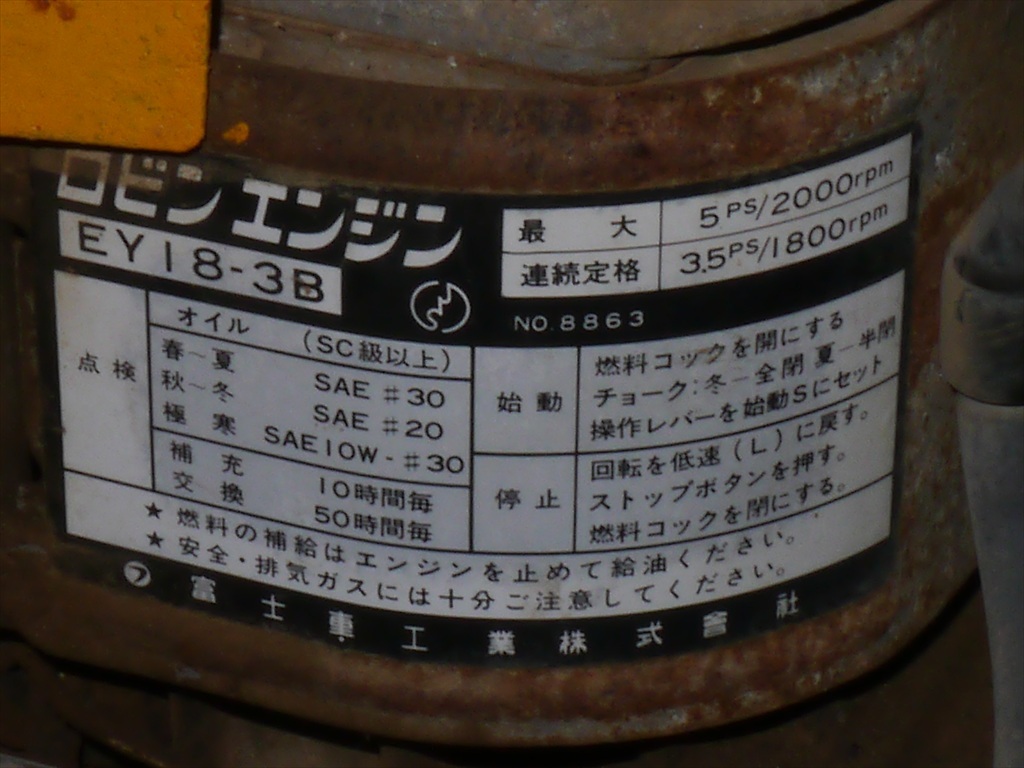 ロビンエンジン
EY18-3B
最大 5PS/2000rpm
連続定格 3.5PS/1800rpm
NO.8863
点検
オイル (SC級以上)
春～夏 SAE #30
秋～冬 SAE #20
極寒 SAE10W-#30
補充 10時間毎
交換 50時間毎
始動
燃料コックを開にする
チョーク:冬－全閉 夏－半閉
操作レバーを始動Sにセット
停止
回転を低速(L)に戻す。
ストップボタンを押す。
燃料コックを閉にする。
★燃料の補給はエンジンを止めて給油ください。
★安全・排気ガスには十分ご注意してください。
フ 富士重工業株式會社